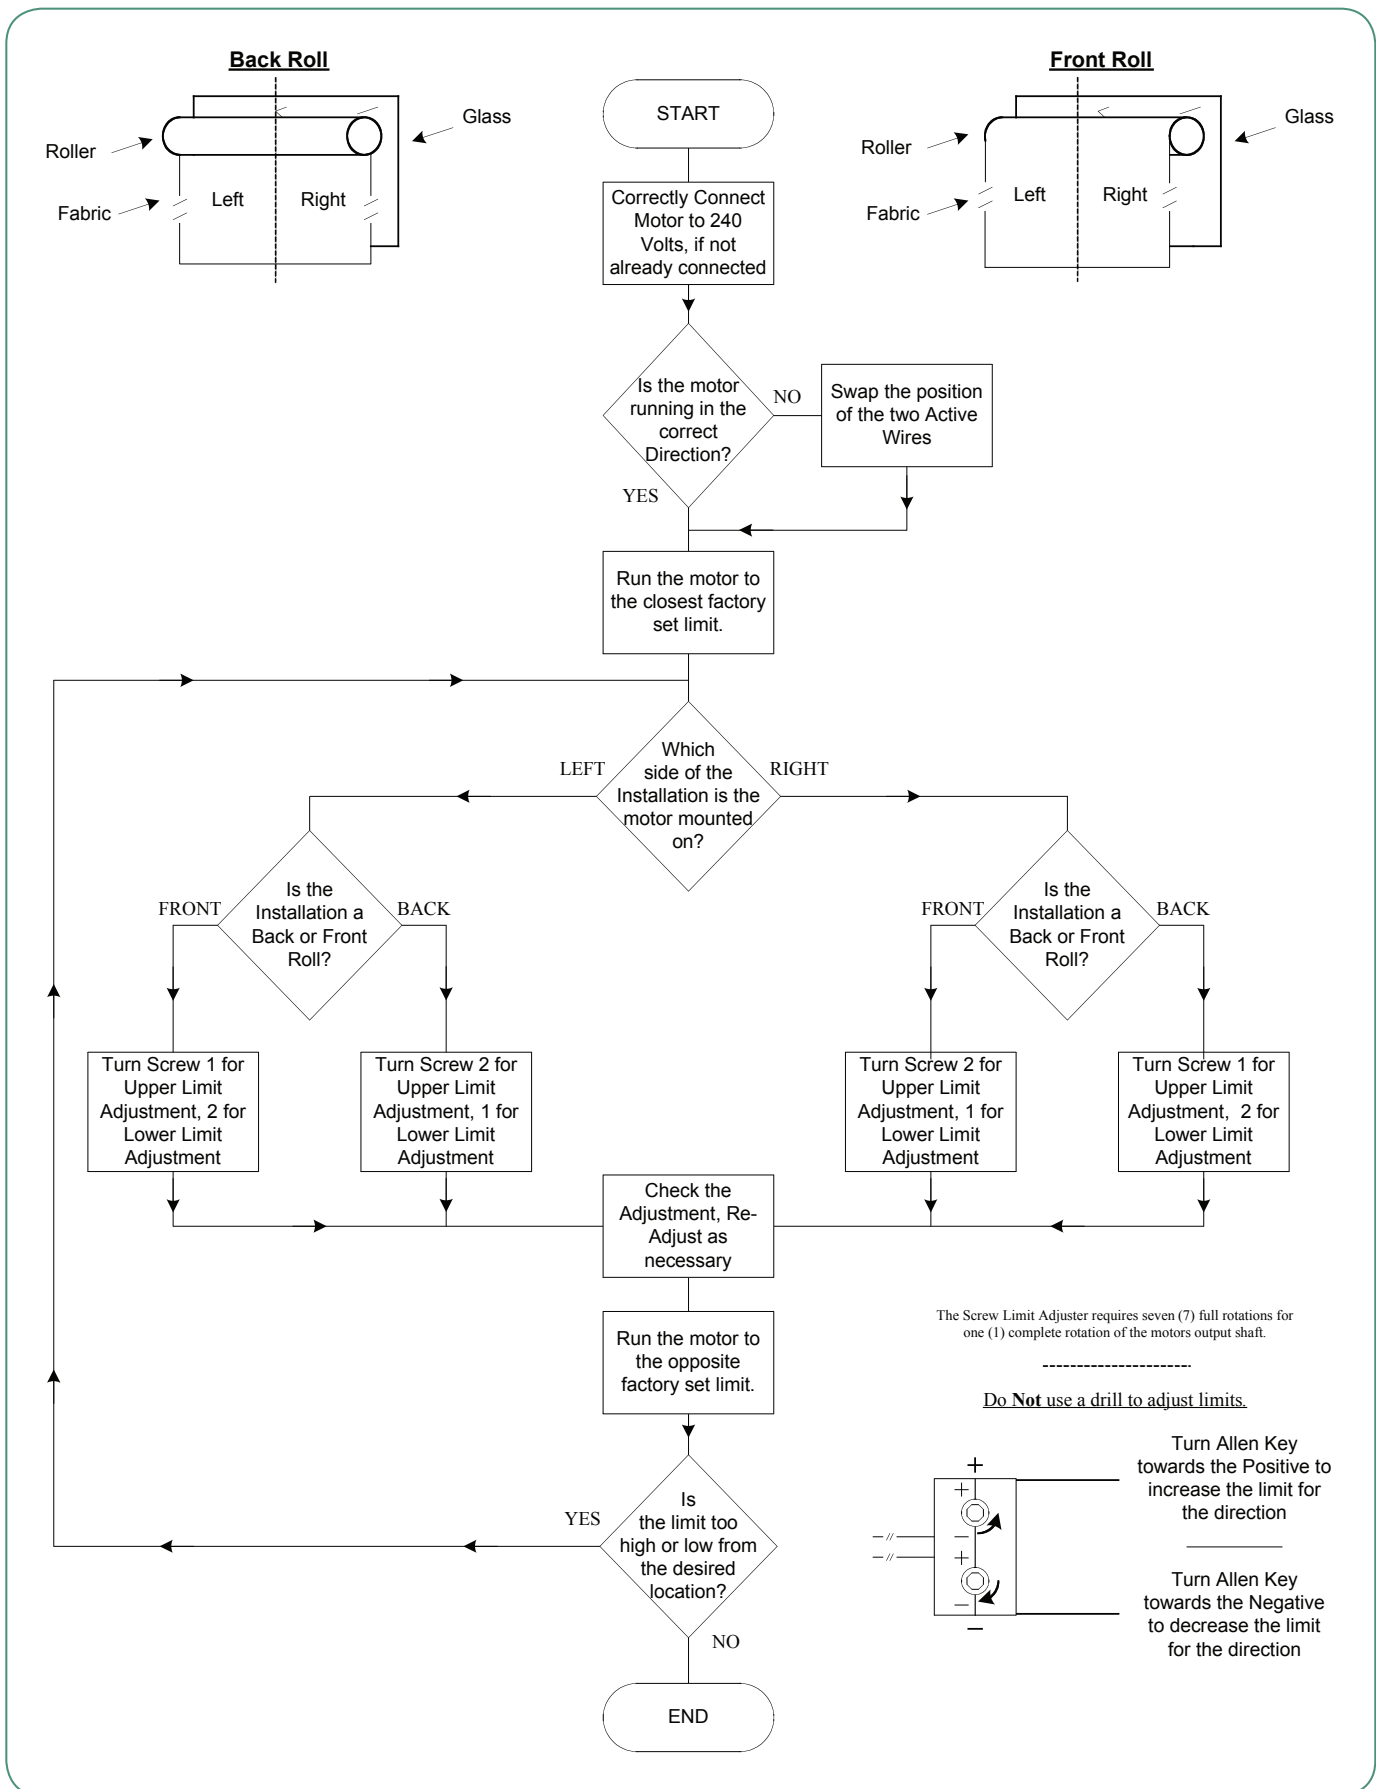 Back Roll
Roller
Fabric
Left
Right
Glass
START
Front Roll
Roller
Fabric
Left
Right
Glass
Correctly Connect
Motor to 240
Volts, if not
already connected
Is the motor
running in the
correct
Direction?
NO
YES
Swap the position
of the two Active
Wires
Run the motor to
the closest factory
set limit.
Which
side of the
Installation is the
motor mounted
on?
LEFT
RIGHT
Is the
Installation a
Back or Front
Roll?
FRONT
BACK
Is the
Installation a
Back or Front
Roll?
FRONT
BACK
Turn Screw 1 for
Upper Limit
Adjustment, 2 for
Lower Limit
Adjustment
Turn Screw 2 for
Upper Limit
Adjustment, 1 for
Lower Limit
Adjustment
Turn Screw 2 for
Upper Limit
Adjustment, 1 for
Lower Limit
Adjustment
Turn Screw 1 for
Upper Limit
Adjustment,  2 for
Lower Limit
Adjustment
Check the
Adjustment, Re-
Adjust as
necessary
Run the motor to
the opposite
factory set limit.
Is
the limit too
high or low from
the desired
location?
YES
NO
END
The Screw Limit Adjuster requires seven (7) full rotations for
one (1) complete rotation of the motors output shaft.
Do Not use a drill to adjust limits.
+
+
–
+
–
–
Turn Allen Key
towards the Positive to
increase the limit for
the direction
Turn Allen Key
towards the Negative
to decrease the limit
for the direction